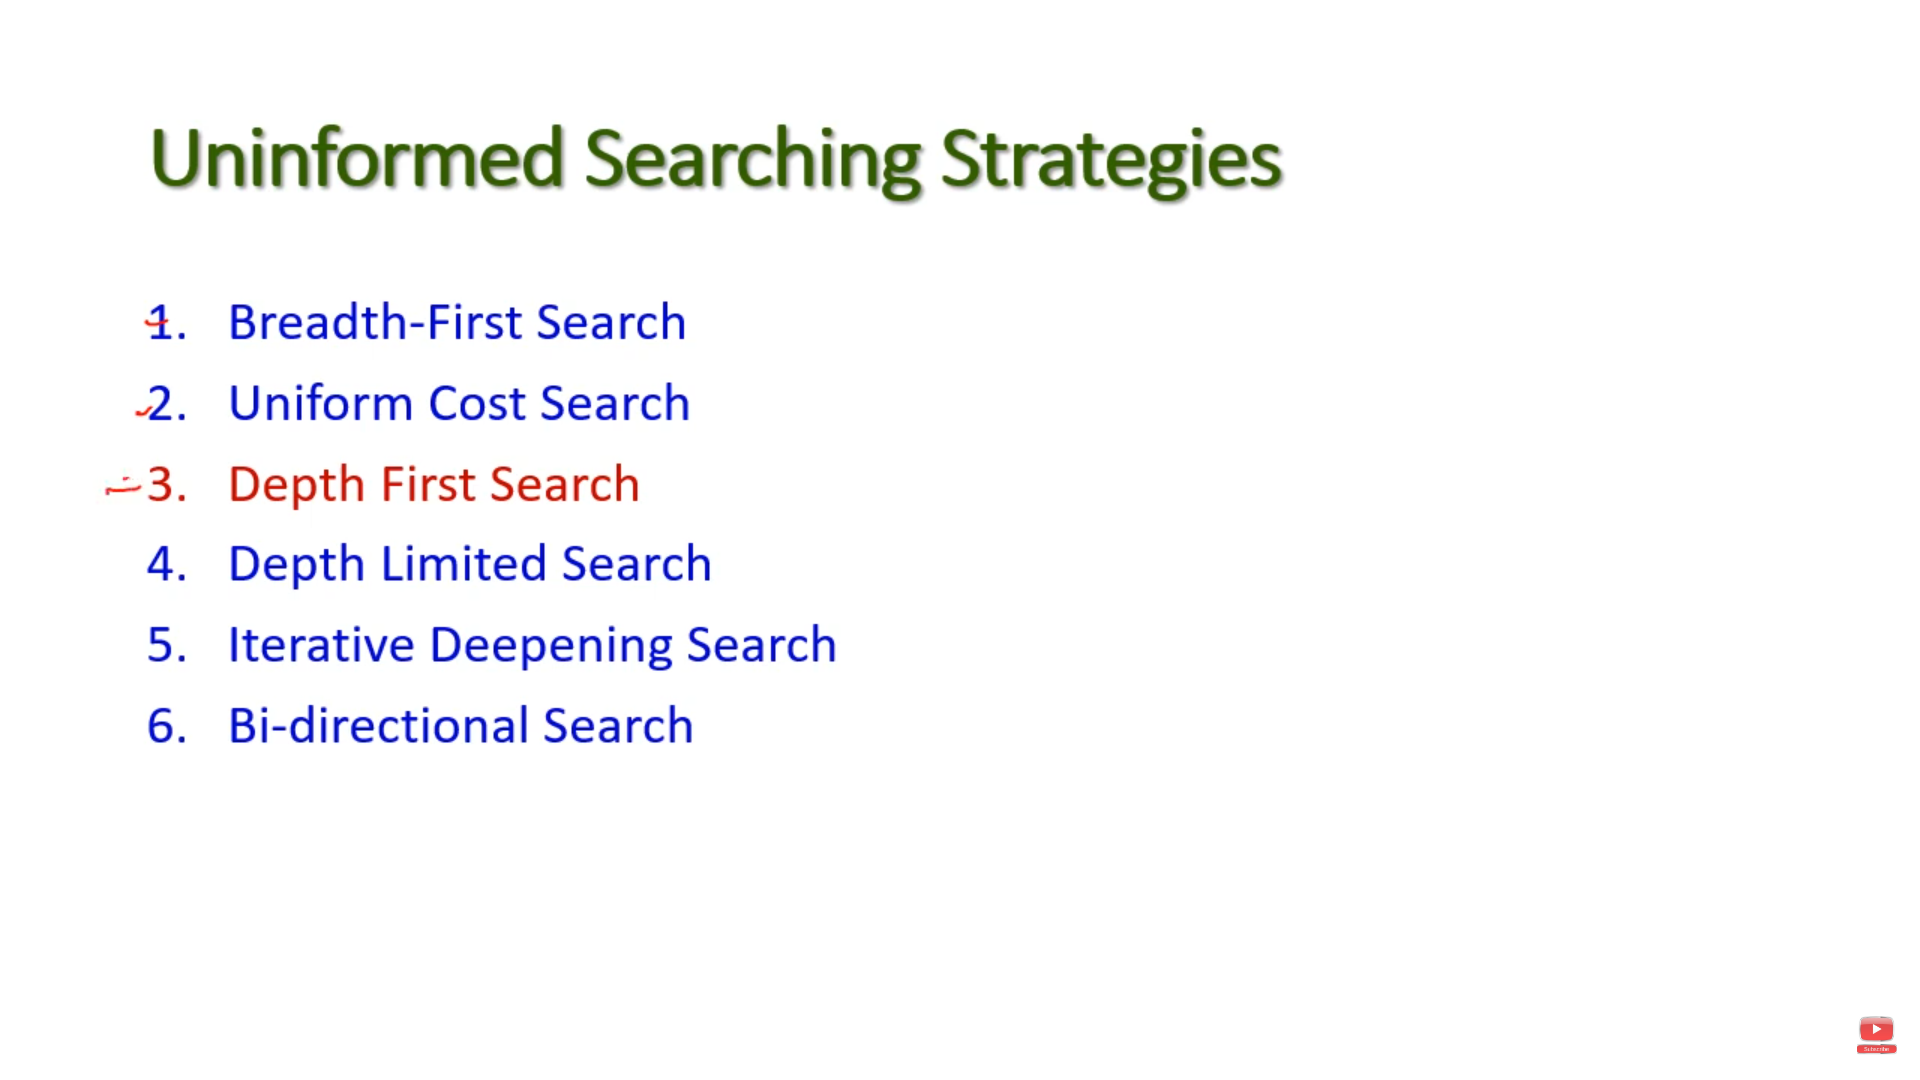 Uninformed Searching Strategies
1. Breadth-First Search
2. Uniform Cost Search
3. Depth First Search
4. Depth Limited Search
5. Iterative Deepening Search
6. Bi-directional Search
Subscribe